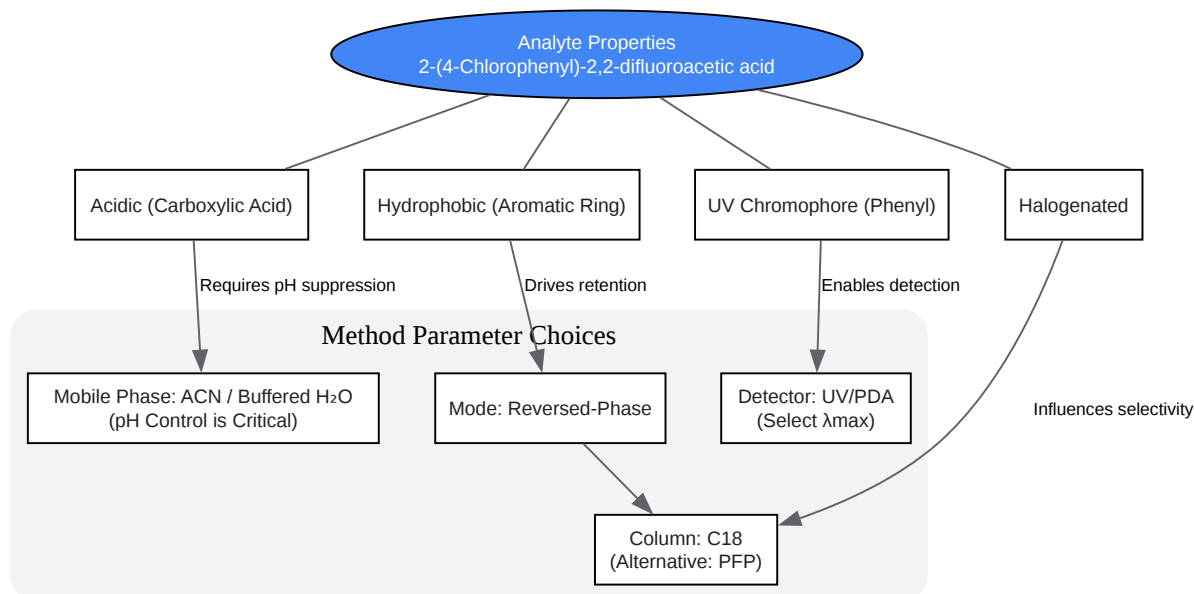 Analyte Properties
2-(4-Chlorophenyl)-2,2-difluoroacetic acid
Acidic (Carboxylic Acid)
Hydrophobic (Aromatic Ring)
UV Chromophore (Phenyl)
Halogenated
Requires pH suppression
Drives retention
Enables detection
Method Parameter Choices
Mobile Phase: ACN / Buffered H₂O
(pH Control is Critical)
Mode: Reversed-Phase
Detector: UV/PDA
(Select λmax)
Influences selectivity
Column: C18
(Alternative: PFP)